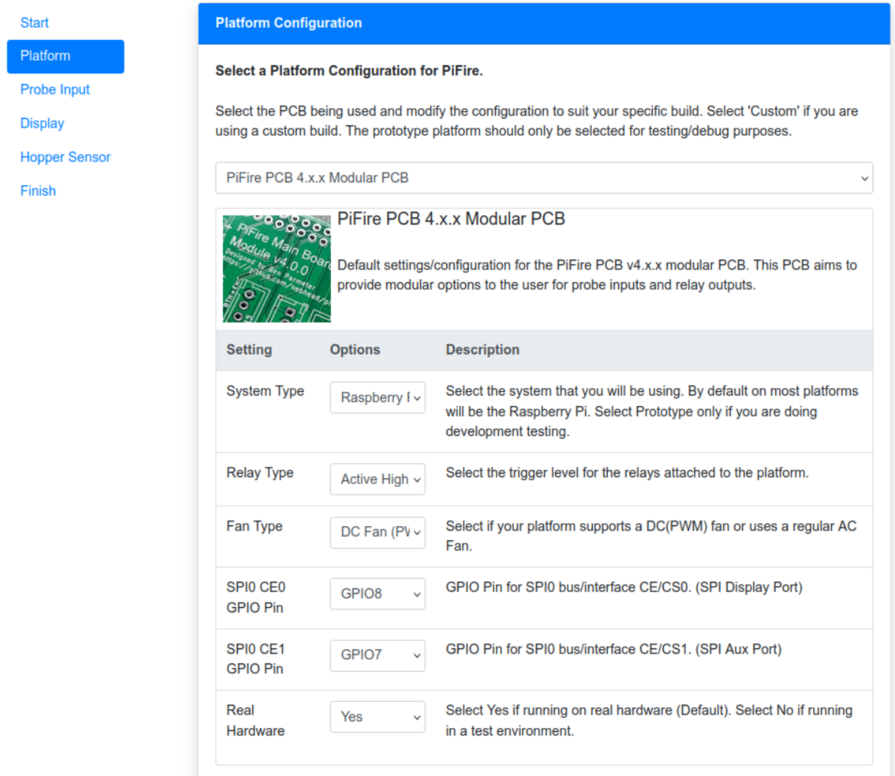 Start
Platform
Probe Input
Display
Hopper Sensor
Finish
Platform Configuration
Select a Platform Configuration for PiFire.
Select the PCB being used and modify the configuration to suit your specific build. Select 'Custom' if you are
using a custom build. The prototype platform should only be selected for testing/debug purposes.
PiFire PCB 4.x.x Modular PCB
PiFire Main Board
Module v4.0.0
Designed by Ben Parmeter
https://github.com/nebhead/pi
PiFire PCB 4.x.x Modular PCB
Default settings/configuration for the PiFire PCB v4.x.x modular PCB. This PCB aims to
provide modular options to the user for probe inputs and relay outputs.
Setting Options Description
System Type Raspberry Select the system that you will be using. By default on most platforms
will be the Raspberry Pi. Select Prototype only if you are doing
development testing.
Relay Type Active High Select the trigger level for the relays attached to the platform.
Fan Type DC Fan (PW Select if your platform supports a DC(PWM) fan or uses a regular AC
Fan.
SPI0 CE0 GPIO8 GPIO Pin for SPI0 bus/interface CE/CS0. (SPI Display Port)
GPIO Pin
SPI0 CE1 GPIO7 GPIO Pin for SPI0 bus/interface CE/CS1. (SPI Aux Port)
GPIO Pin
Real Yes Select Yes if running on real hardware (Default). Select No if running
Hardware in a test environment.